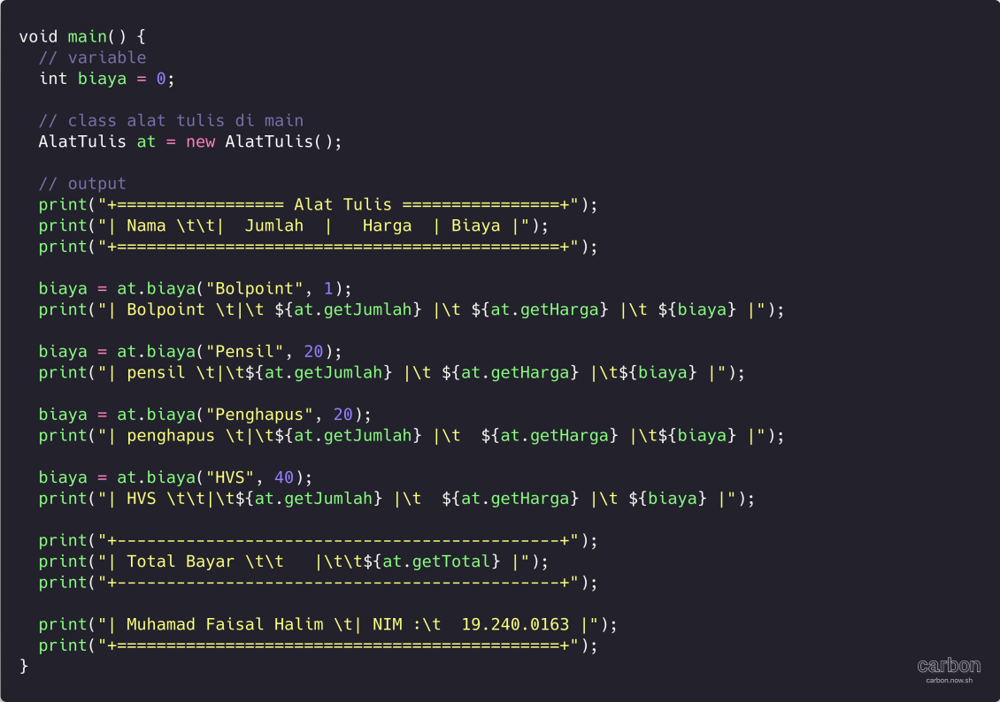 void main() {
  // variable
  int biaya = 0;

  // class alat tulis di main
  AlatTulis at = new AlatTulis();

  // output
  print("+================= Alat Tulis ================+");
  print("| Nama \t\t|  Jumlah  |   Harga  | Biaya |");
  print("+=============================================+");

  biaya = at.biaya("Bolpoint", 1);
  print("| Bolpoint \t|\t ${at.getJumlah} |\t ${at.getHarga} |\t ${biaya} |");

  biaya = at.biaya("Pensil", 20);
  print("| pensil \t|\t${at.getJumlah} |\t ${at.getHarga} |\t${biaya} |");

  biaya = at.biaya("Penghapus", 20);
  print("| penghapus \t|\t${at.getJumlah} |\t  ${at.getHarga} |\t${biaya} |");

  biaya = at.biaya("HVS", 40);
  print("| HVS \t\t|\t${at.getJumlah} |\t  ${at.getHarga} |\t ${biaya} |");

  print("+---------------------------------------------+");
  print("| Total Bayar \t\t   |\t\t${at.getTotal} |");
  print("+---------------------------------------------+");

  print("| Muhamad Faisal Halim \t| NIM :\t  19.240.0163 |");
  print("+=============================================+");
}
carbon
carbon.now.sh